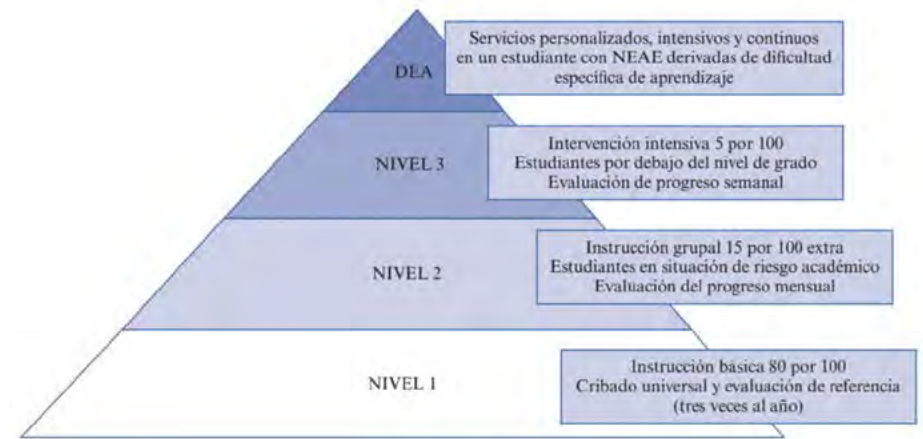 DEA
Servicios personalizados, intensivos y continuos
en un estudiante con NEAE derivadas de dificultad
específica de aprendizaje
NIVEL 3
Intervención intensiva 5 por 100
Estudiantes por debajo del nivel de grado
Evaluación de progreso semanal
NIVEL 2
Instrucción grupal 15 por 100 extra
Estudiantes en situación de riesgo académico
Evaluación del progreso mensual
NIVEL 1
Instrucción básica 80 por 100
Cribado universal y evaluación de referencia
(tres veces al año)